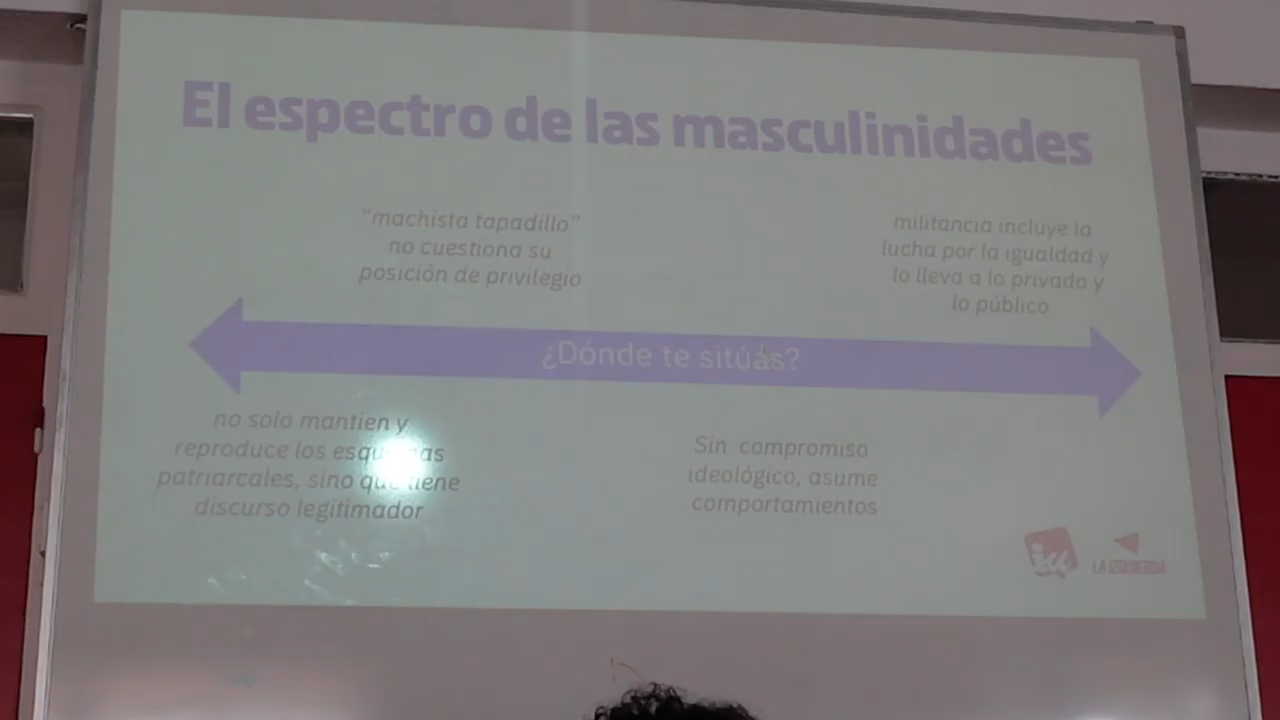 El espectro de las masculinidades
"machista tapadillo"
no cuestiona su
posición de privilegio
militancia incluye la
lucha por la igualdad y
lo lleva a lo privado y
lo público
¿Dónde te sitúas?
no solo mantien y
reproduce los
patriarcales, sino
discurso legitimador
Sin compromiso
ideológico, asume
comportamientos
LA IZQUIERDA